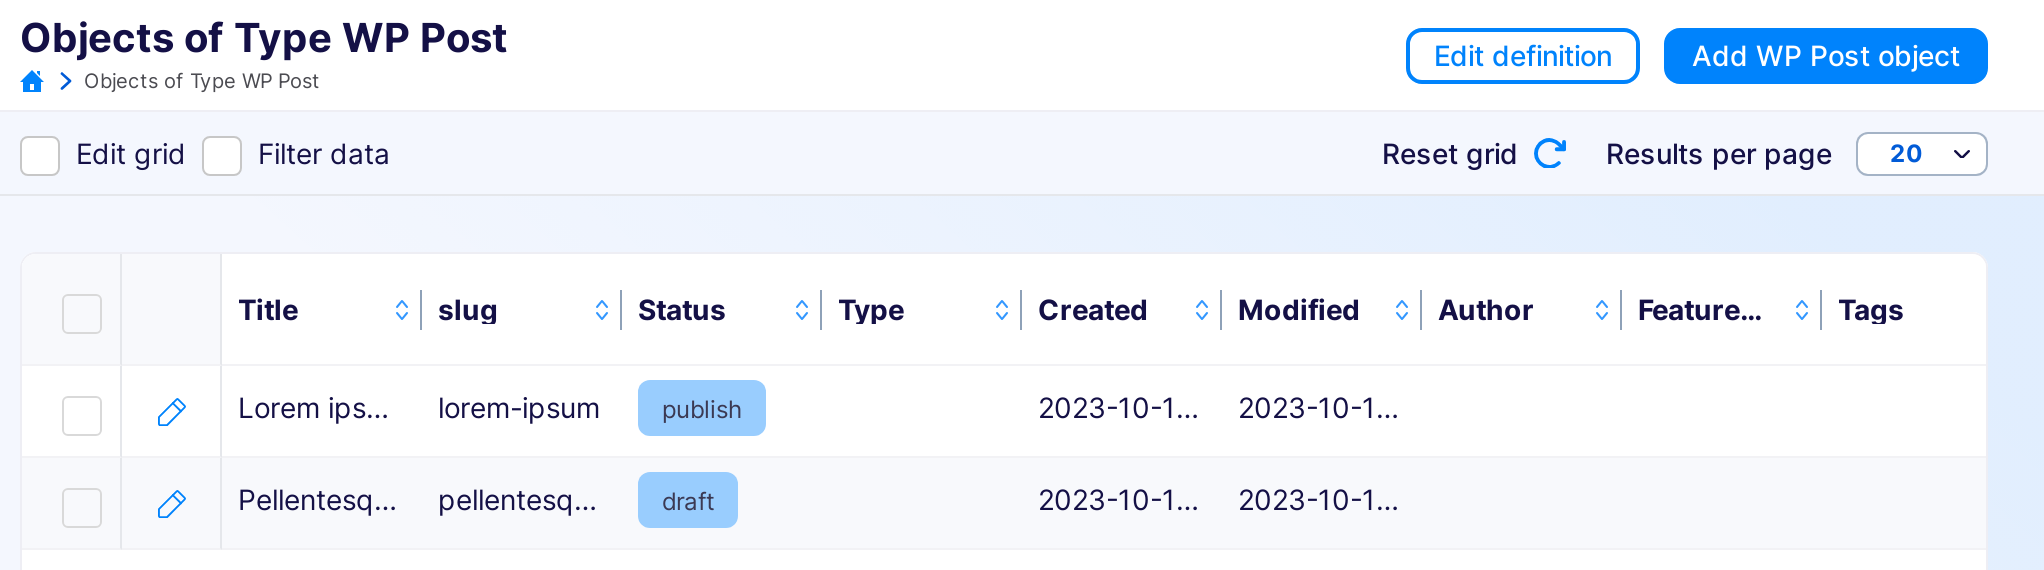 Objects of Type WP Post
Objects of Type WP Post
Edit definition
Add WP Post object
Edit grid
Filter data
Reset grid
Results per page
20
Title slug Status Type Created Modified Author Feature... Tags
Lorem ips... lorem-ipsum publish 2023-10-1... 2023-10-1...
Pellentesq... pellentesq... draft 2023-10-1... 2023-10-1...